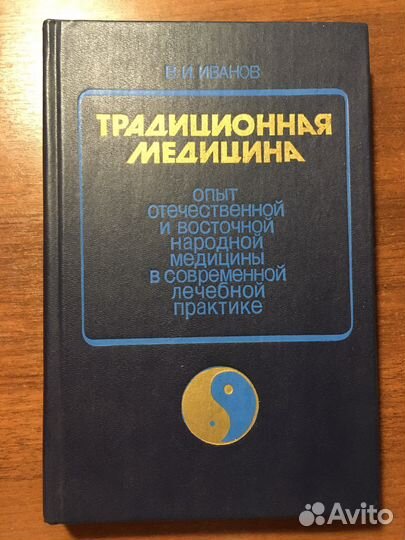 Н.И. ИВАНОВ
ТРАДИЦИОННАЯ
МЕДИЦИНА
ОПЫТ
ОТЕЧЕСТВЕННОЙ
И ВОСТОЧНОЙ
НАРОДНОЙ
МЕДИЦИНЫ
В СОВРЕМЕННОЙ
ЛЕЧЕБНОЙ
ПРАКТИКЕ
Avito